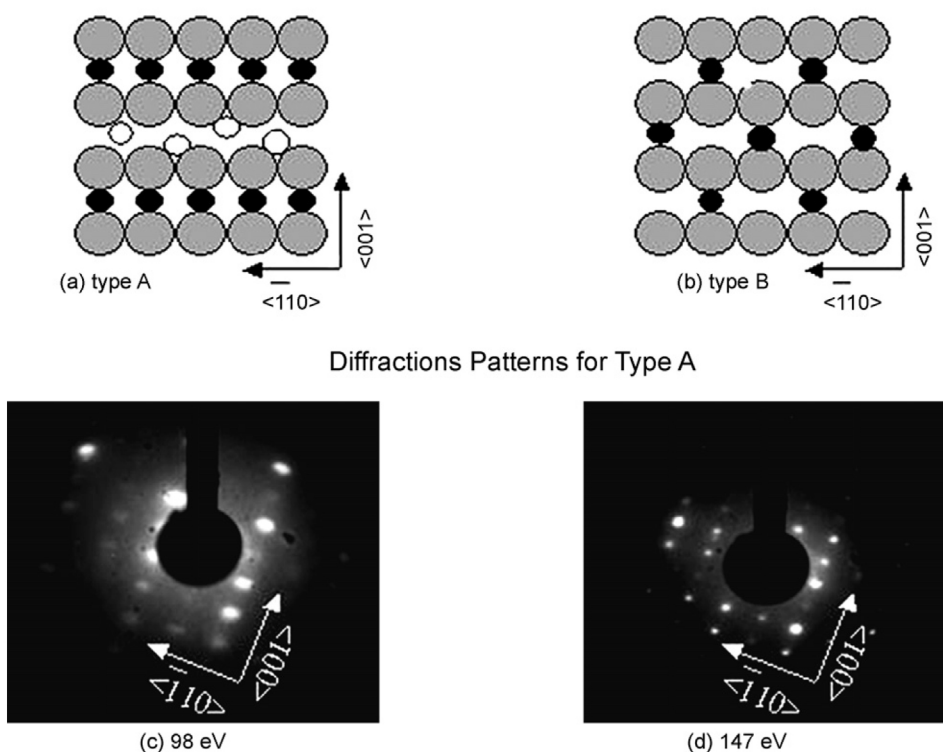 <001>
(a) type A
<110>
<001>
(b) type B
<110>
Diffractions Patterns for Type A
<110>
<001>
<110>
<001>
(c) 98 eV
(d) 147 eV